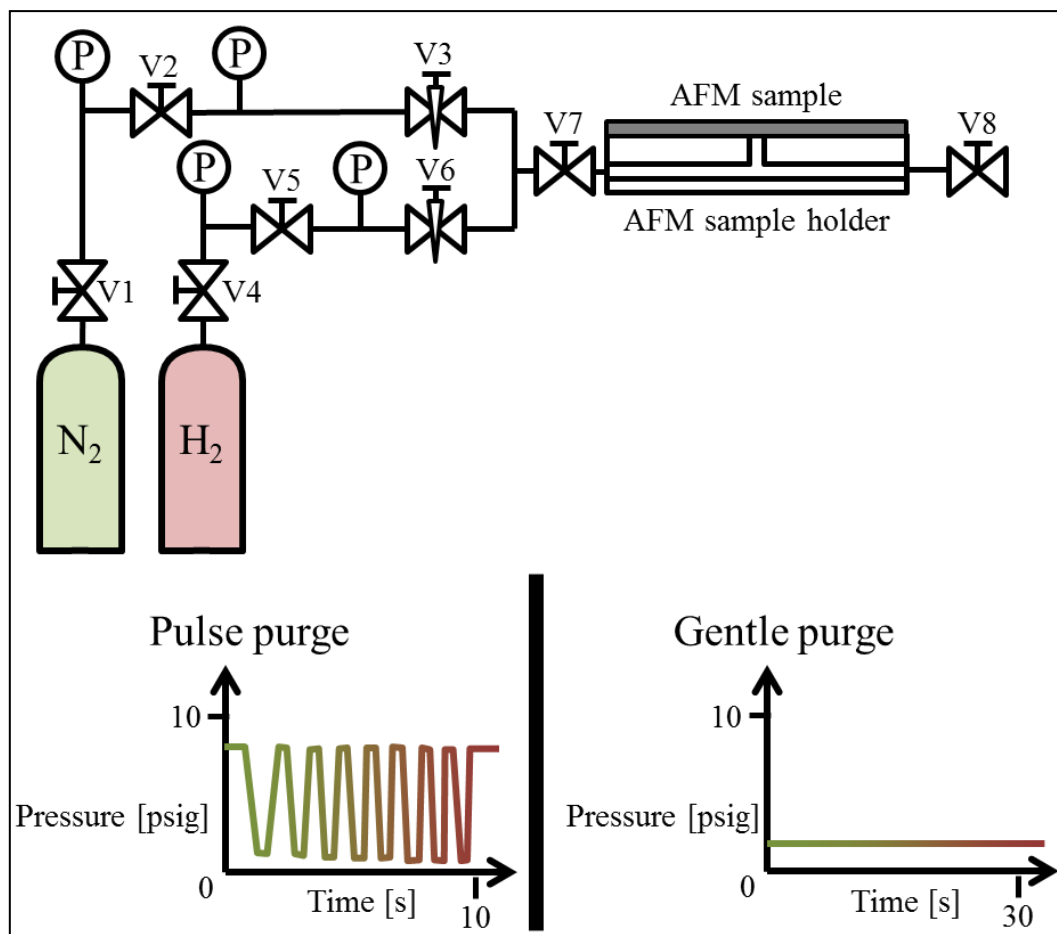 P
P
V2
V3
AFM sample
V7
V8
P
V5
P
V6
AFM sample holder
V1
V4
N₂
H₂
Pulse purge
10
Pressure [psig]
0
Time [s]
10
Gentle purge
10
Pressure [psig]
0
Time [s]
30